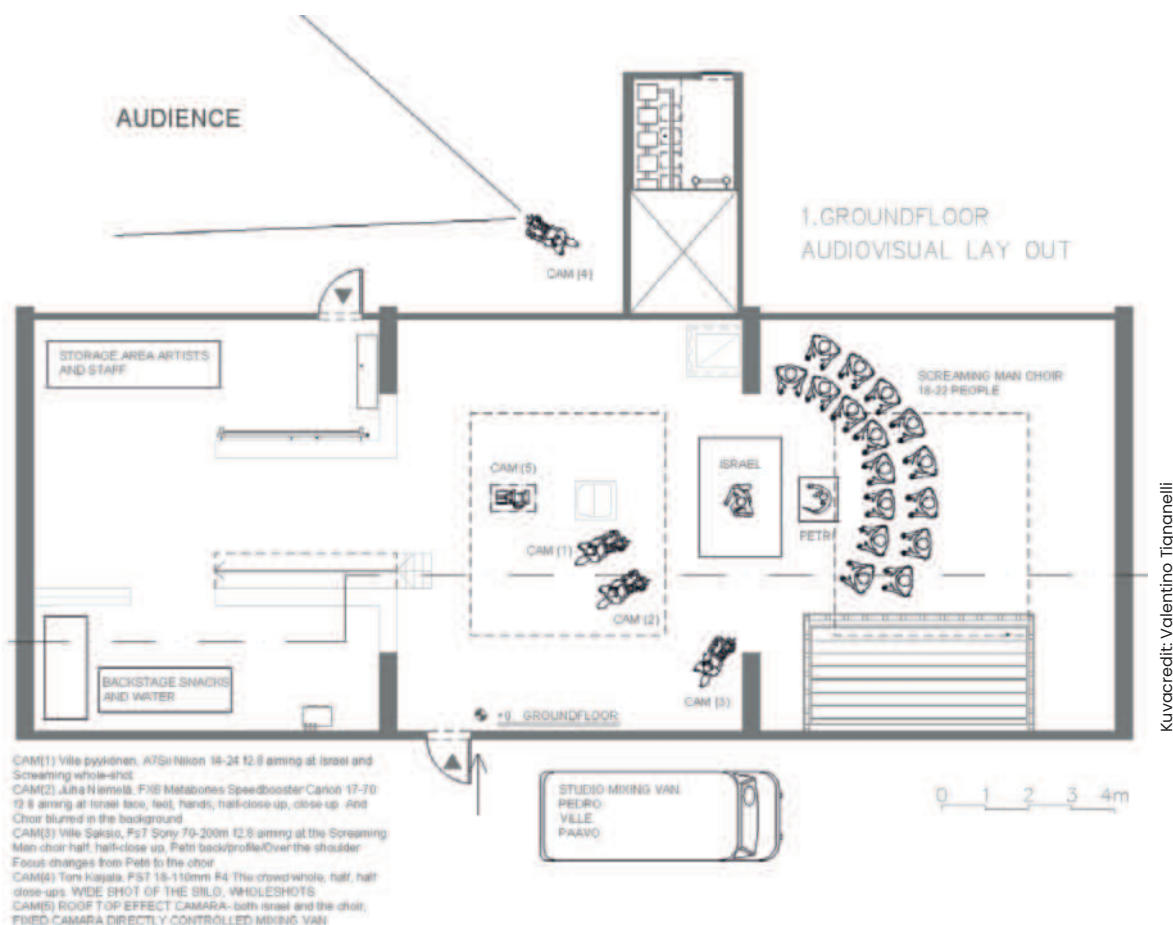 AUDIENCE
CAM (4)
1.GROUNDFLOOR
AUDIOVISUAL LAY OUT
STORAGE AREA ARTISTS
AND STAFF
SCREAMING MAN CHOIR
18-22 PEOPLE
CAM (5)
ISRAEL
PETRI
CAM (1)
CAM (2)
CAM (3)
BACKSTAGE SNACKS
AND WATER
GROUNDFLOOR
STUDIO MIXING VAN
PEDRO
VILLE
PAAVO
0 1 2 3 4m
CAM(1) Ville pyykönen, A7Sii Nikon 14-24 f2.8 aiming at Israel and
Screaming whole-shot
CAM(2) Juha Niemelä, Metabones Speedbooster Canon 17-70
f2.8 aiming at Israel face, feet, hands, half-close up, close up. And
Choir blurred in the background
CAM(3) Ville Saksio, Fs7 Sony 70-200m f2.8 aiming at the Screaming
Man choir half, half-close up, Petri back/profile/Over the shoulder
Focus changes from Petri to the choir
CAM(4) Tom FS7 18-110mm F4 The crowd whole, half, half
close-ups. WIDE SHOT OF THE WHOLESHOTS
CAM(5) ROOF TOP EFFECT CAMARA- both israel and the choir,
FIXED CAMARA DIRECTLY CONTROLLED MIXING VAN
Kuvacredit: Valentino Tignanelli